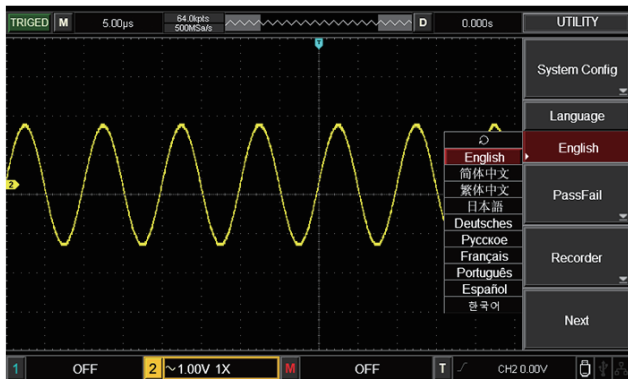 TRIGED M 5.00μs 64.0kpts D 0.000s UTILITY
500MSa/s
T
System Config
Language
English
English
简体中文
繁体中文
日本語
Deutsches
Русское
Français
Português
Español
한국어
PassFail
Recorder
Next
2
1 OFF 2 ~1.00V 1X M OFF T CH2 0.00V